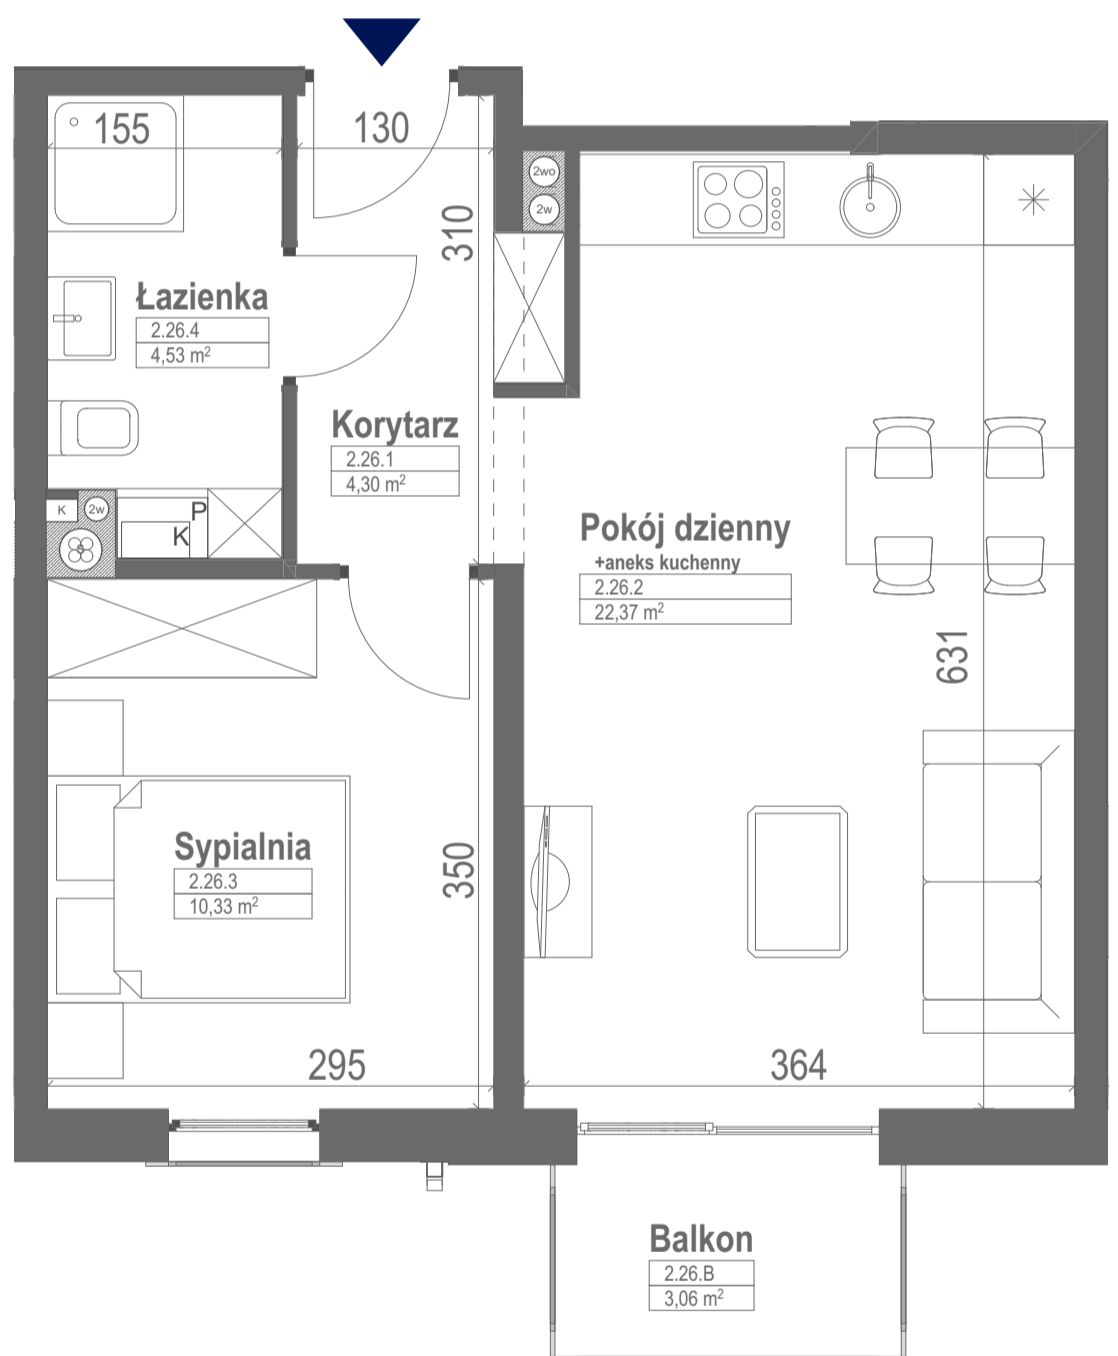 155
130
310
2wo
2w
Łazienka
2.26.4
4,53 m²
Korytarz
2.26.1
4,30 m²
K
2w
P
K
Pokój dzienny
+aneks kuchenny
2.26.2
22,37 m²
631
Sypialnia
2.26.3
10,33 m²
350
295
364
Balkon
2.26.B
3,06 m²